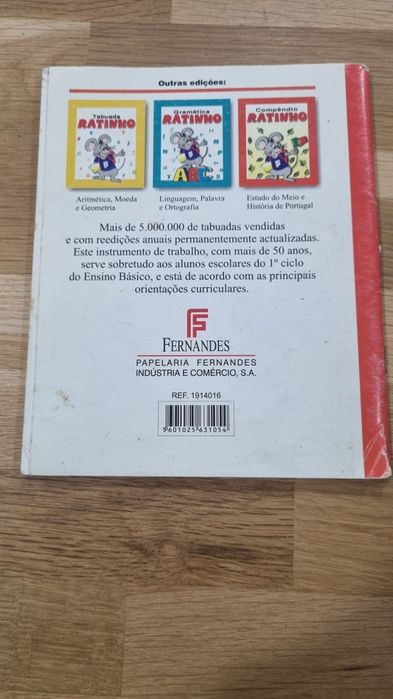 Outras edições:
Tabuada
RATINHO
Gramática
RATINHO
ABC
Compêndio
RATINHO
Aritmética, Moeda
e Geometria
Linguagem, Palavra
e Ortografia
Estudo do Meio e
História de Portugal
Mais de 5.000.000 de tabuadas vendidas
e com reedições anuais permanentemente actualizadas.
Este instrumento de trabalho, com mais de 50 anos,
serve sobretudo aos alunos escolares do 1º ciclo
do Ensino Básico, e está de acordo com as principais
orientações curriculares.
FERNANDES
PAPELARIA FERNANDES
INDÚSTRIA E COMÉRCIO, S.A.
REF. 1914016
5601025631054